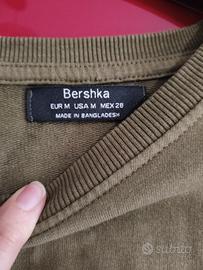 Bershka
EUR M USA M MEX 28
MADE IN BANGLADESH
subito